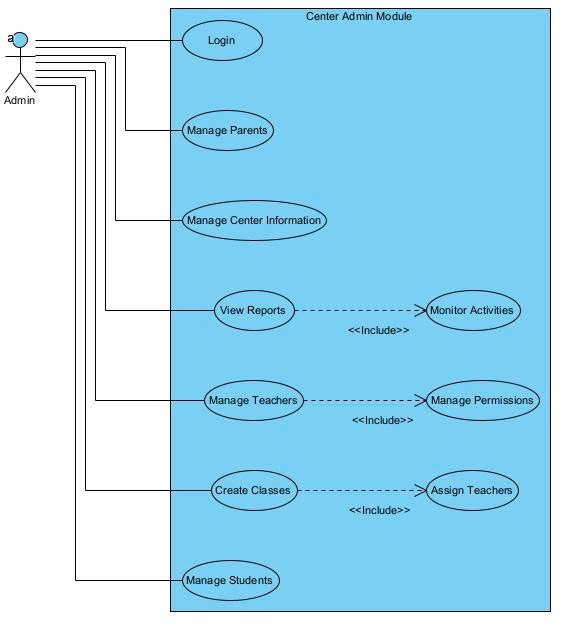 Center Admin Module
a
Admin
Login
Manage Parents
Manage Center Information
View Reports
<<Include>>
Monitor Activities
Manage Teachers
<<Include>>
Manage Permissions
Create Classes
<<Include>>
Assign Teachers
Manage Students